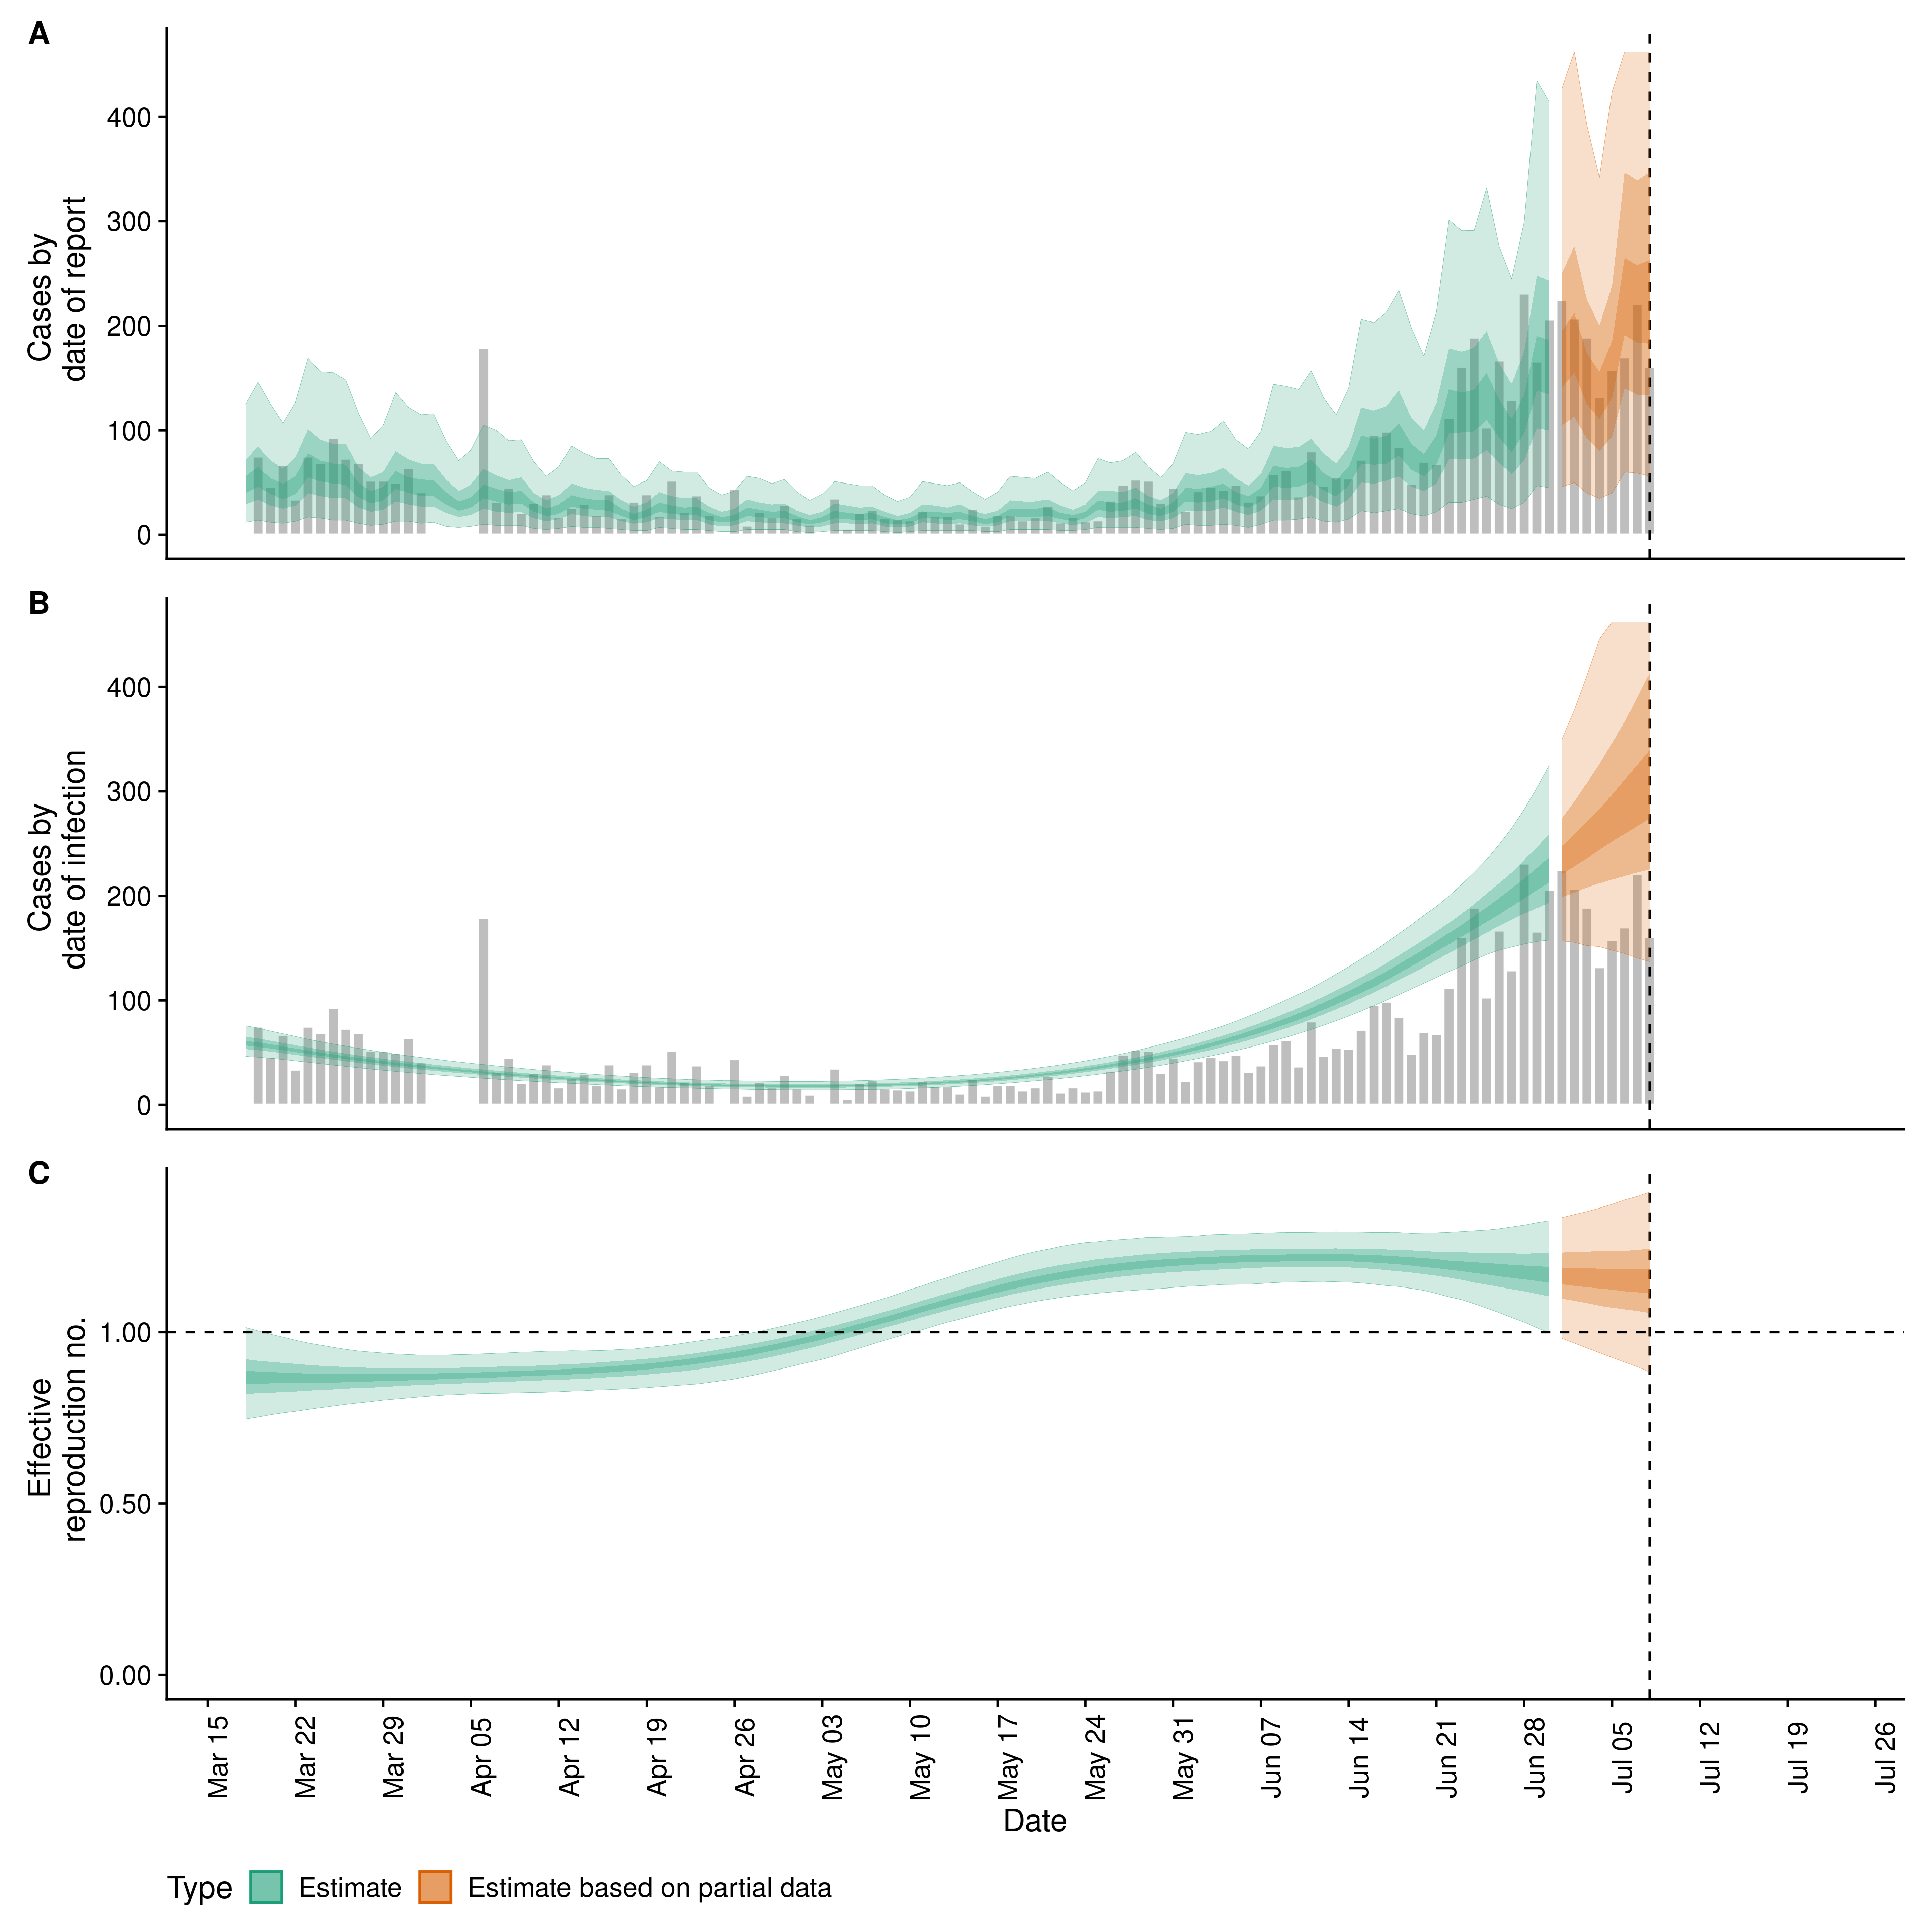 A
Cases by
date of report
400
300
200
100
0
B
Cases by
date of infection
400
300
200
100
0
C
Effective
reproduction no.
1.00
0.50
0.00
Mar 15
Mar 22
Mar 29
Apr 05
Apr 12
Apr 19
Apr 26
May 03
May 10
May 17
May 24
May 31
Jun 07
Jun 14
Jun 21
Jun 28
Jul 05
Jul 12
Jul 19
Jul 26
Date
Type Estimate Estimate based on partial data